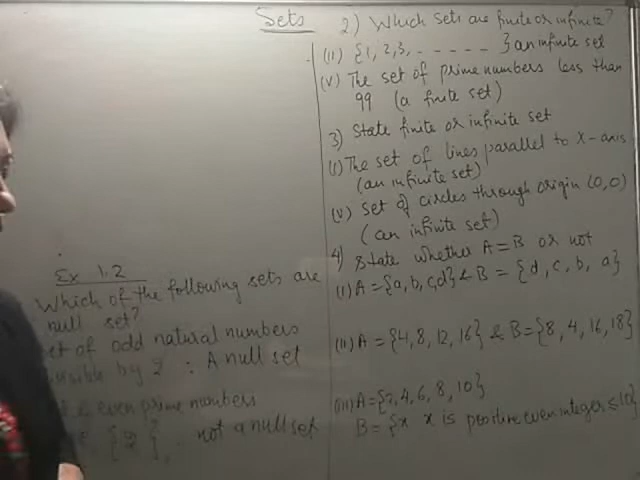 Sets
Ex 1.2
Which of the following sets are
null set?
set of odd natural numbers
by 2 : A null set
even prime numbers
{2} not a null set
2) Which sets are finite or infinite?
(ii) {1, 2, 3, - - - - - } an infinite set
(v) The set of prime numbers less than
99 (a finite set)
3) State finite or infinite set
(i) The set of lines parallel to x-axis
(an infinite set)
(v) Set of circles through origin (0,0)
(an infinite set)
4) State whether A = B or not
(i) A = {a, b, c, d} & B = {d, c, b, a}
(ii) A = {4, 8, 12, 16} & B = {8, 4, 16, 18}
(iii) A = {2, 4, 6, 8, 10}
B = {x x is positive even integer ≤ 10}